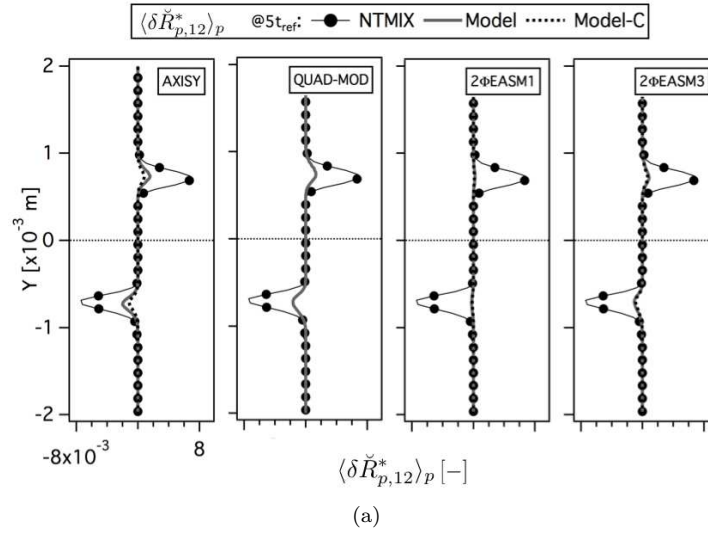 ⟨δR̆*p,12⟩p @5tref: NTMIX Model Model-C
AXISY QUAD-MOD 2ΦEASM1 2ΦEASM3
2
1
0
-1
-2
Y [x10⁻³ m]
-8x10⁻³ 8
⟨δR̆*p,12⟩p [−]
(a)